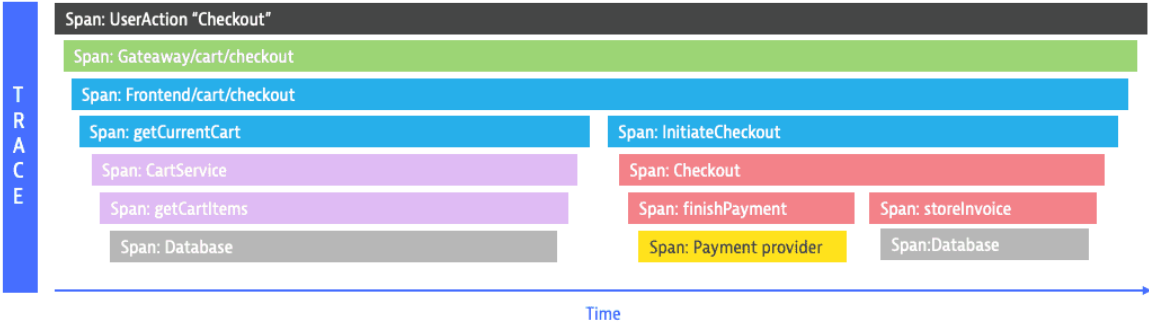 TRACE
Span: UserAction “Checkout”
Span: Gateaway/cart/checkout
Span: Frontend/cart/checkout
Span: getCurrentCart
Span: InitiateCheckout
Span: CartService
Span: Checkout
Span: getCartItems
Span: finishPayment
Span: storeInvoice
Span: Database
Span: Payment provider
Span:Database
Time